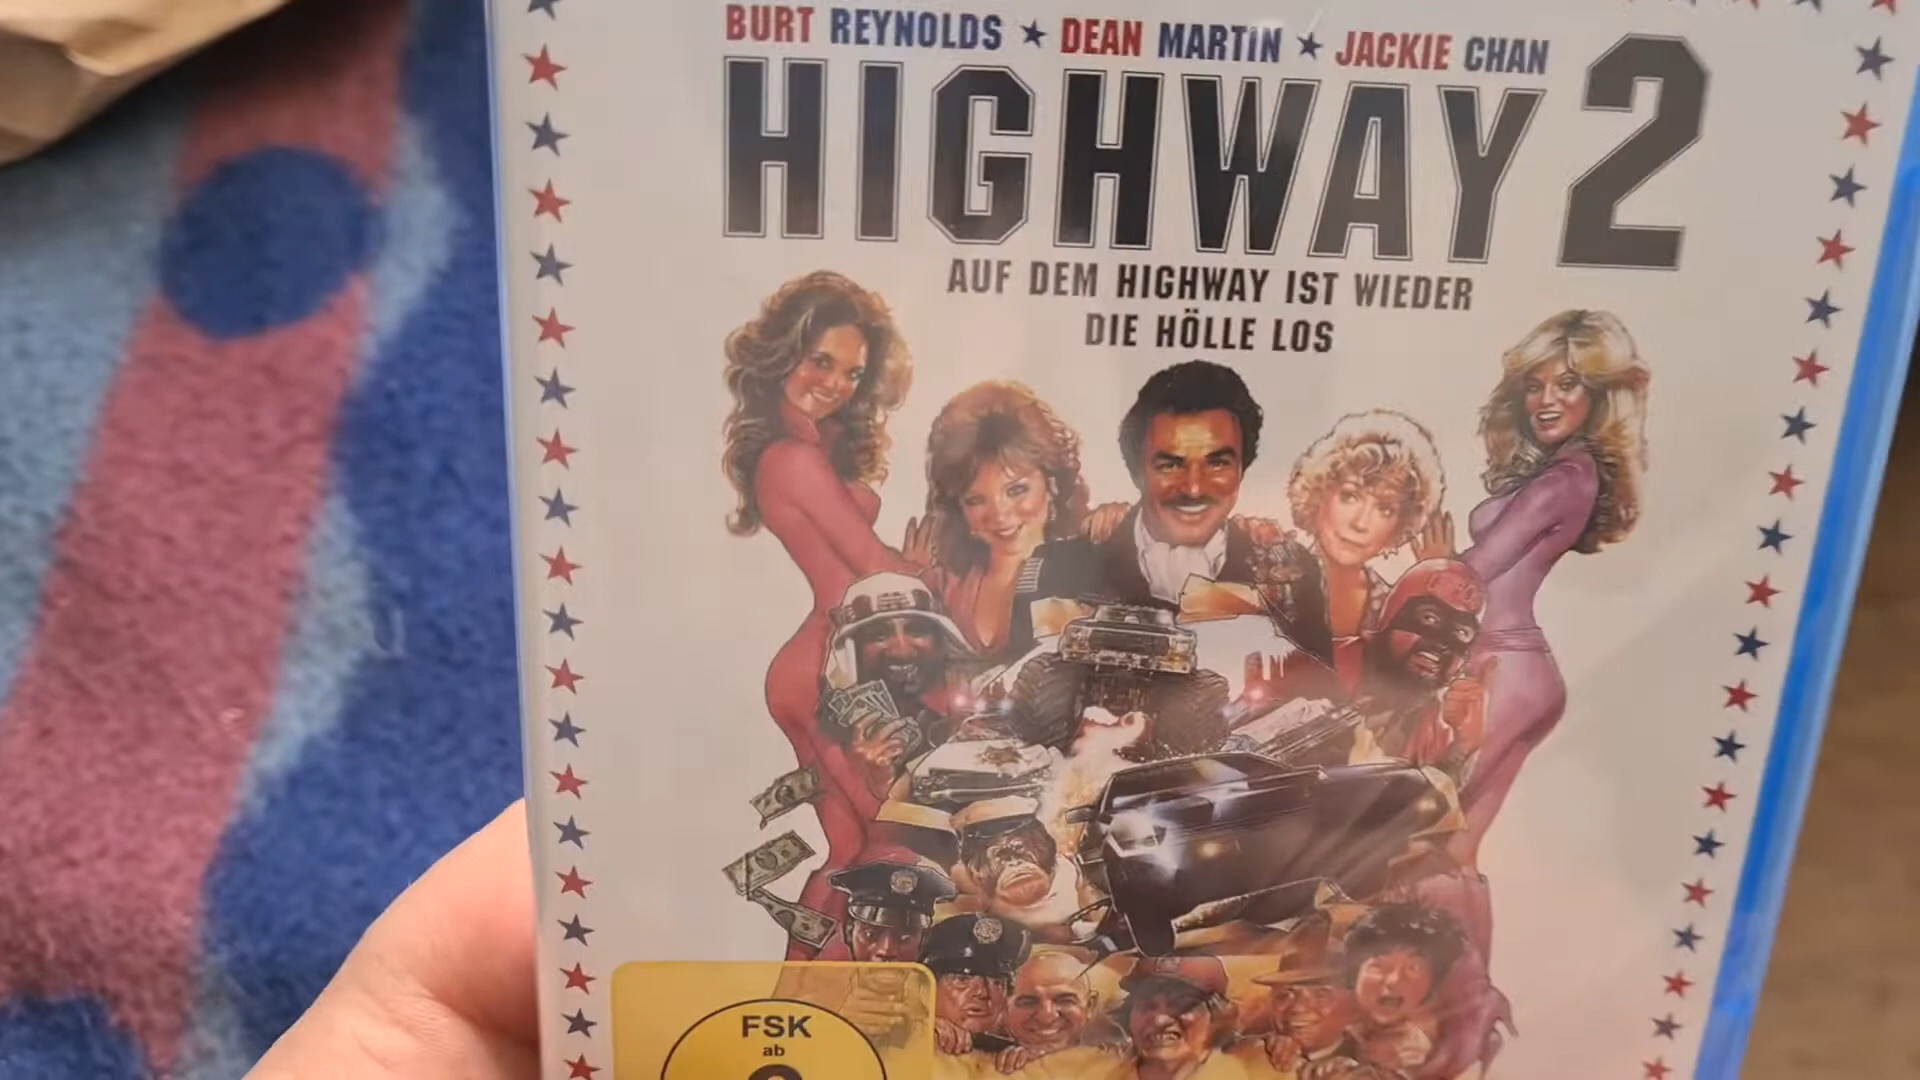 BURT REYNOLDS ★ DEAN MARTIN ★ JACKIE CHAN
HIGHWAY 2
AUF DEM HIGHWAY IST WIEDER
DIE HÖLLE LOS
FSK
ab